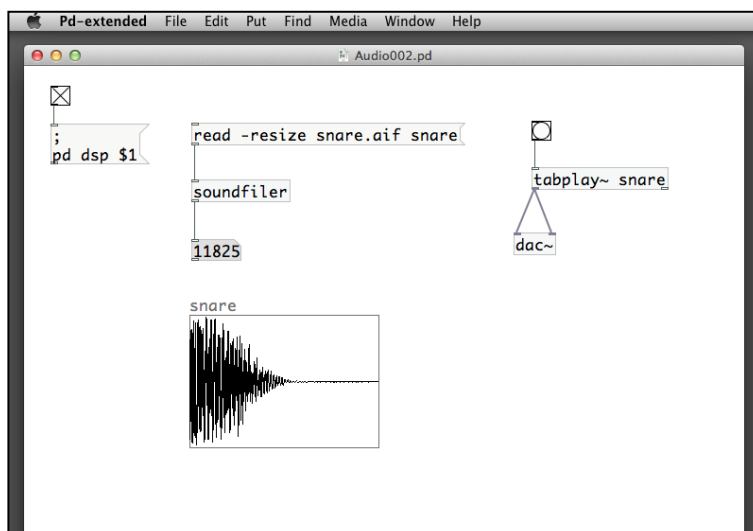 Pd-extended File Edit Put Find Media Window Help
Audio002.pd
;
pd dsp $1
read -resize snare.aif snare
soundfiler
11825
tabplay~ snare
dac~
snare